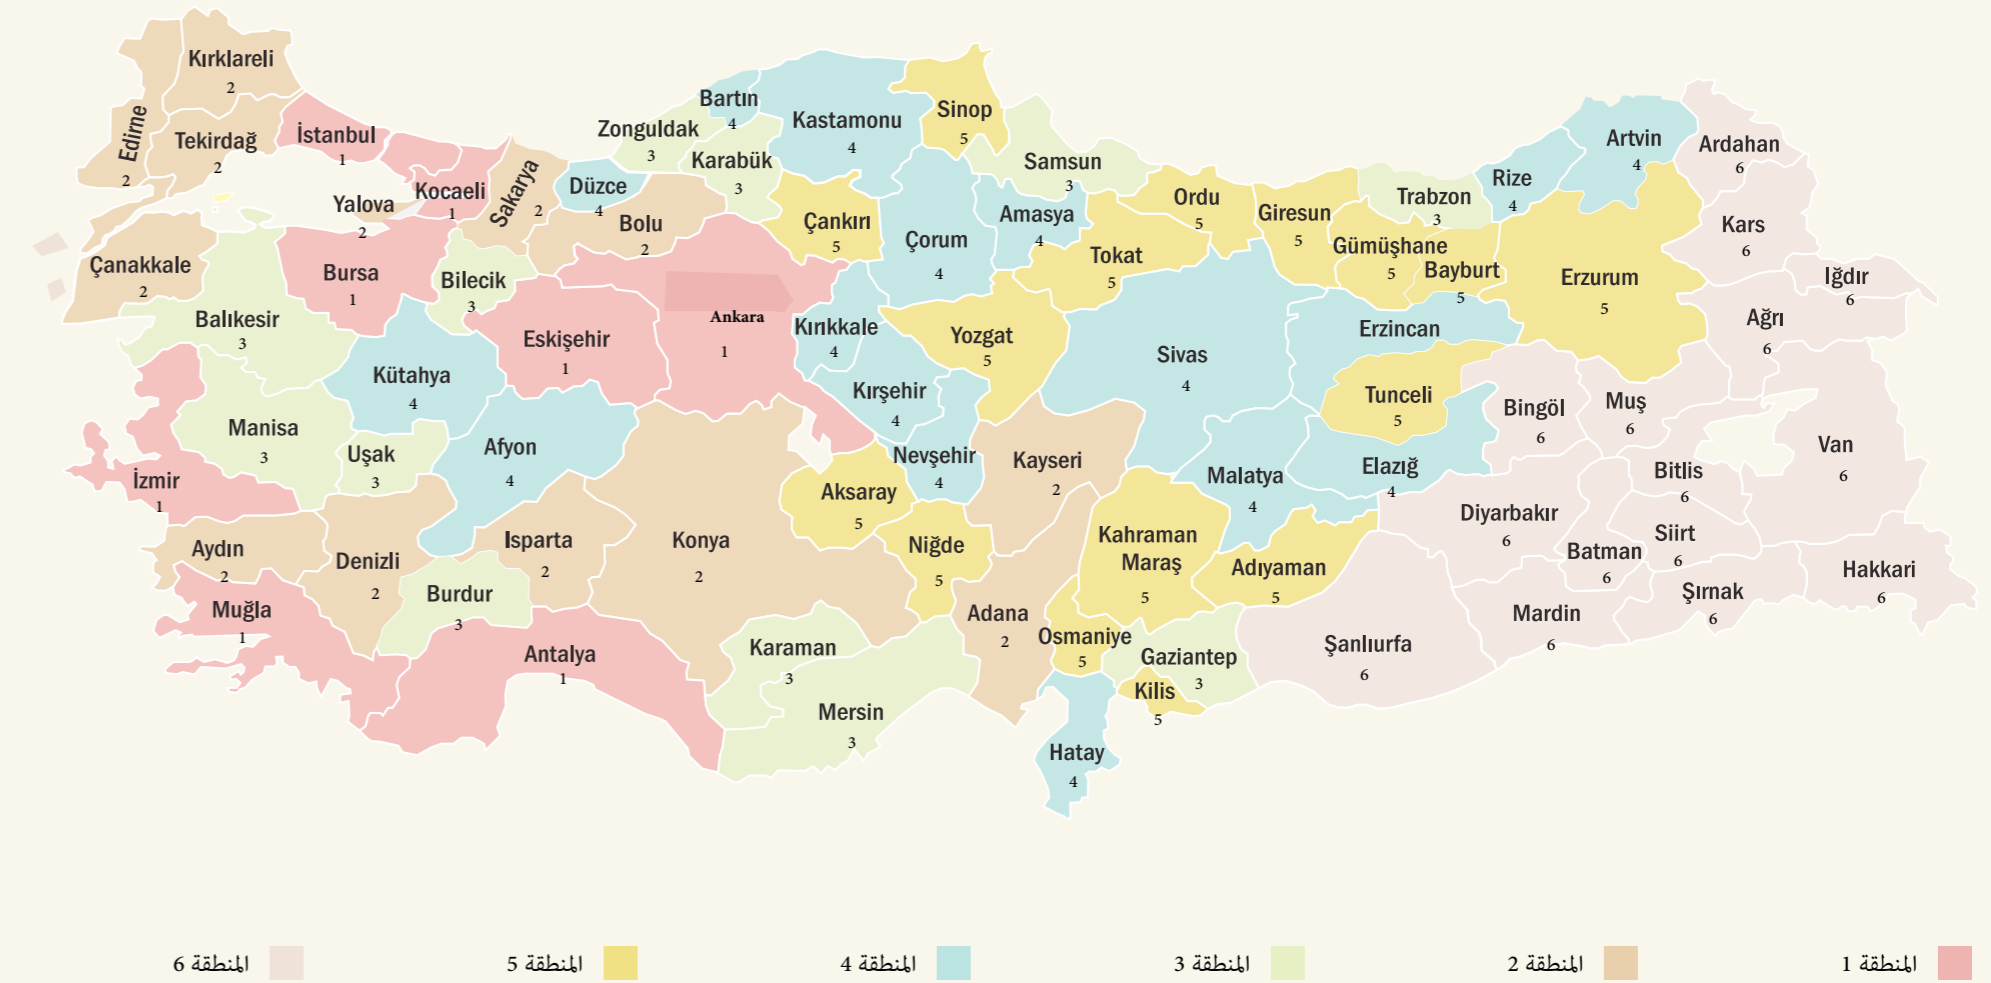 Kırklareli
2
Edirne
2
Tekirdağ
2
İstanbul
1
Yalova
2
Kocaeli
1
Sakarya
2
Düzce
4
Bolu
2
Zonguldak
3
Bartın
4
Karabük
3
Kastamonu
4
Sinop
5
Çankırı
5
Çorum
4
Samsun
3
Amasya
4
Tokat
5
Ordu
5
Giresun
5
Gümüşhane
5
Trabzon
3
Bayburt
5
Rize
4
Artvin
4
Ardahan
6
Kars
6
Iğdır
6
Ağrı
6
Erzurum
5
Erzincan
Çanakkale
2
Balıkesir
3
Bursa
1
Bilecik
3
Eskişehir
1
Ankara
1
Kırıkkale
4
Kırşehir
4
Yozgat
5
Sivas
4
Tunceli
5
Bingöl
6
Muş
6
Bitlis
6
Van
6
Kütahya
4
Manisa
3
Uşak
3
Afyon
4
İzmir
1
Aydın
2
Denizli
2
Muğla
1
Burdur
3
Isparta
2
Antalya
1
Konya
2
Aksaray
5
Nevşehir
4
Niğde
5
Kayseri
2
Karaman
3
Mersin
3
Adana
2
Osmaniye
5
Kahraman
Maraş
5
Malatya
4
Elazığ
4
Adıyaman
5
Gaziantep
3
Kilis
5
Hatay
4
Şanlıurfa
6
Diyarbakır
6
Mardin
6
Batman
6
Siirt
6
Şırnak
6
Hakkari
6
المنطقة 1
المنطقة 2
المنطقة 3
المنطقة 4
المنطقة 5
المنطقة 6